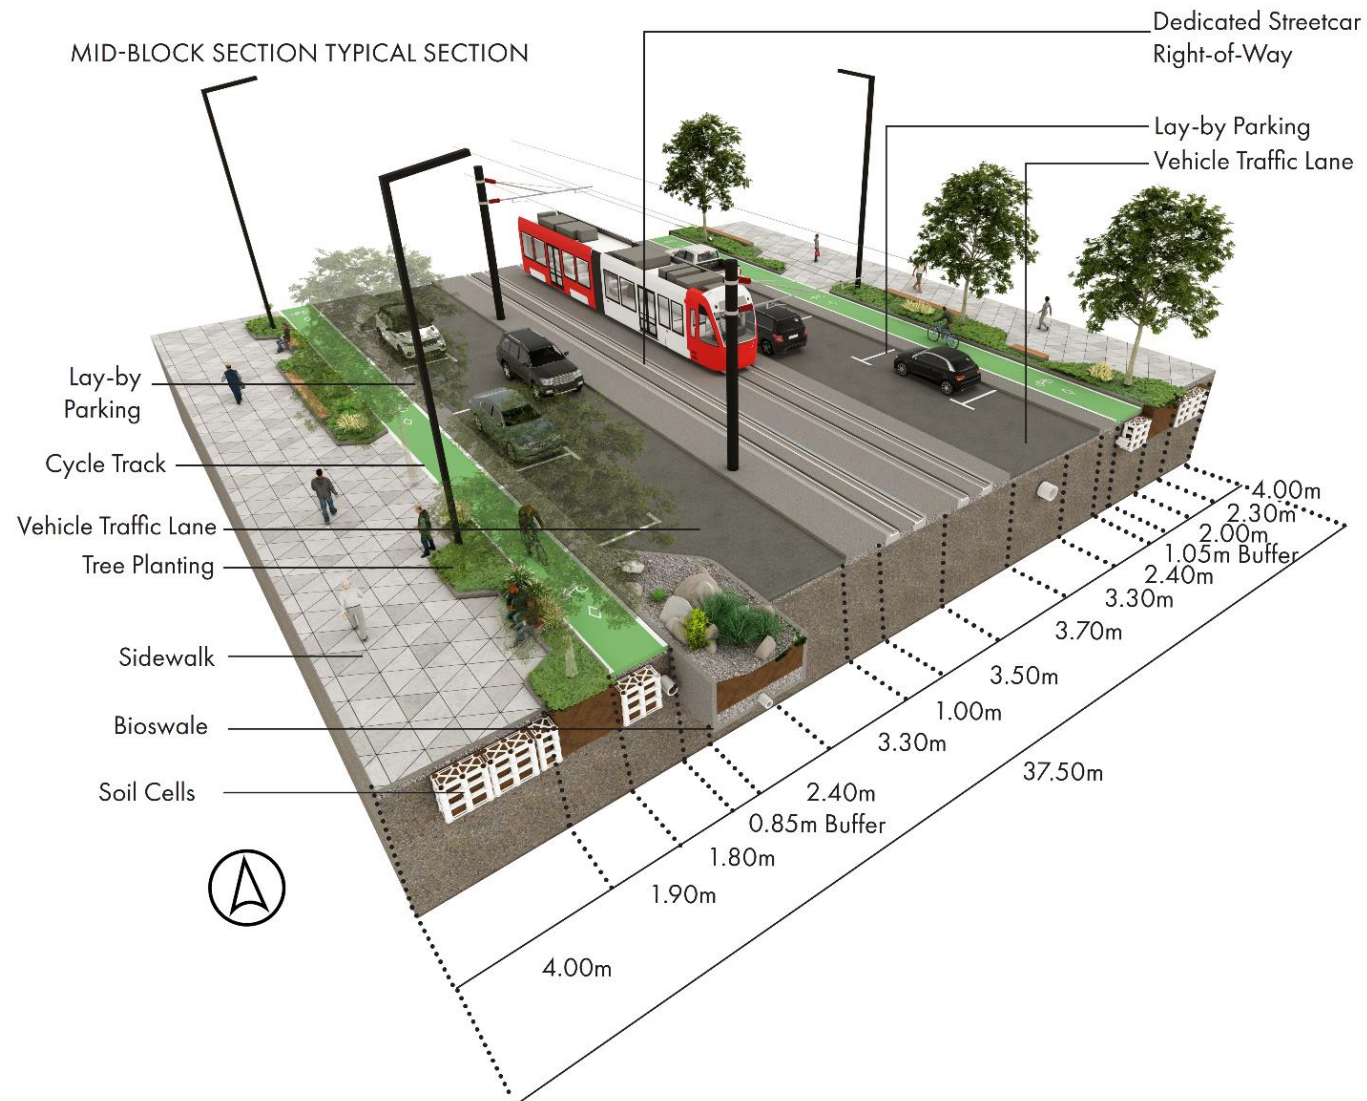 MID-BLOCK SECTION TYPICAL SECTION
Dedicated Streetcar
Right-of-Way
Lay-by Parking
Vehicle Traffic Lane
Lay-by
Parking
Cycle Track
Vehicle Traffic Lane
Tree Planting
Sidewalk
Bioswale
Soil Cells
4.00m
2.30m
2.00m
1.05m Buffer
2.40m
3.30m
3.70m
3.50m
1.00m
3.30m
2.40m
0.85m Buffer
1.80m
1.90m
4.00m
37.50m